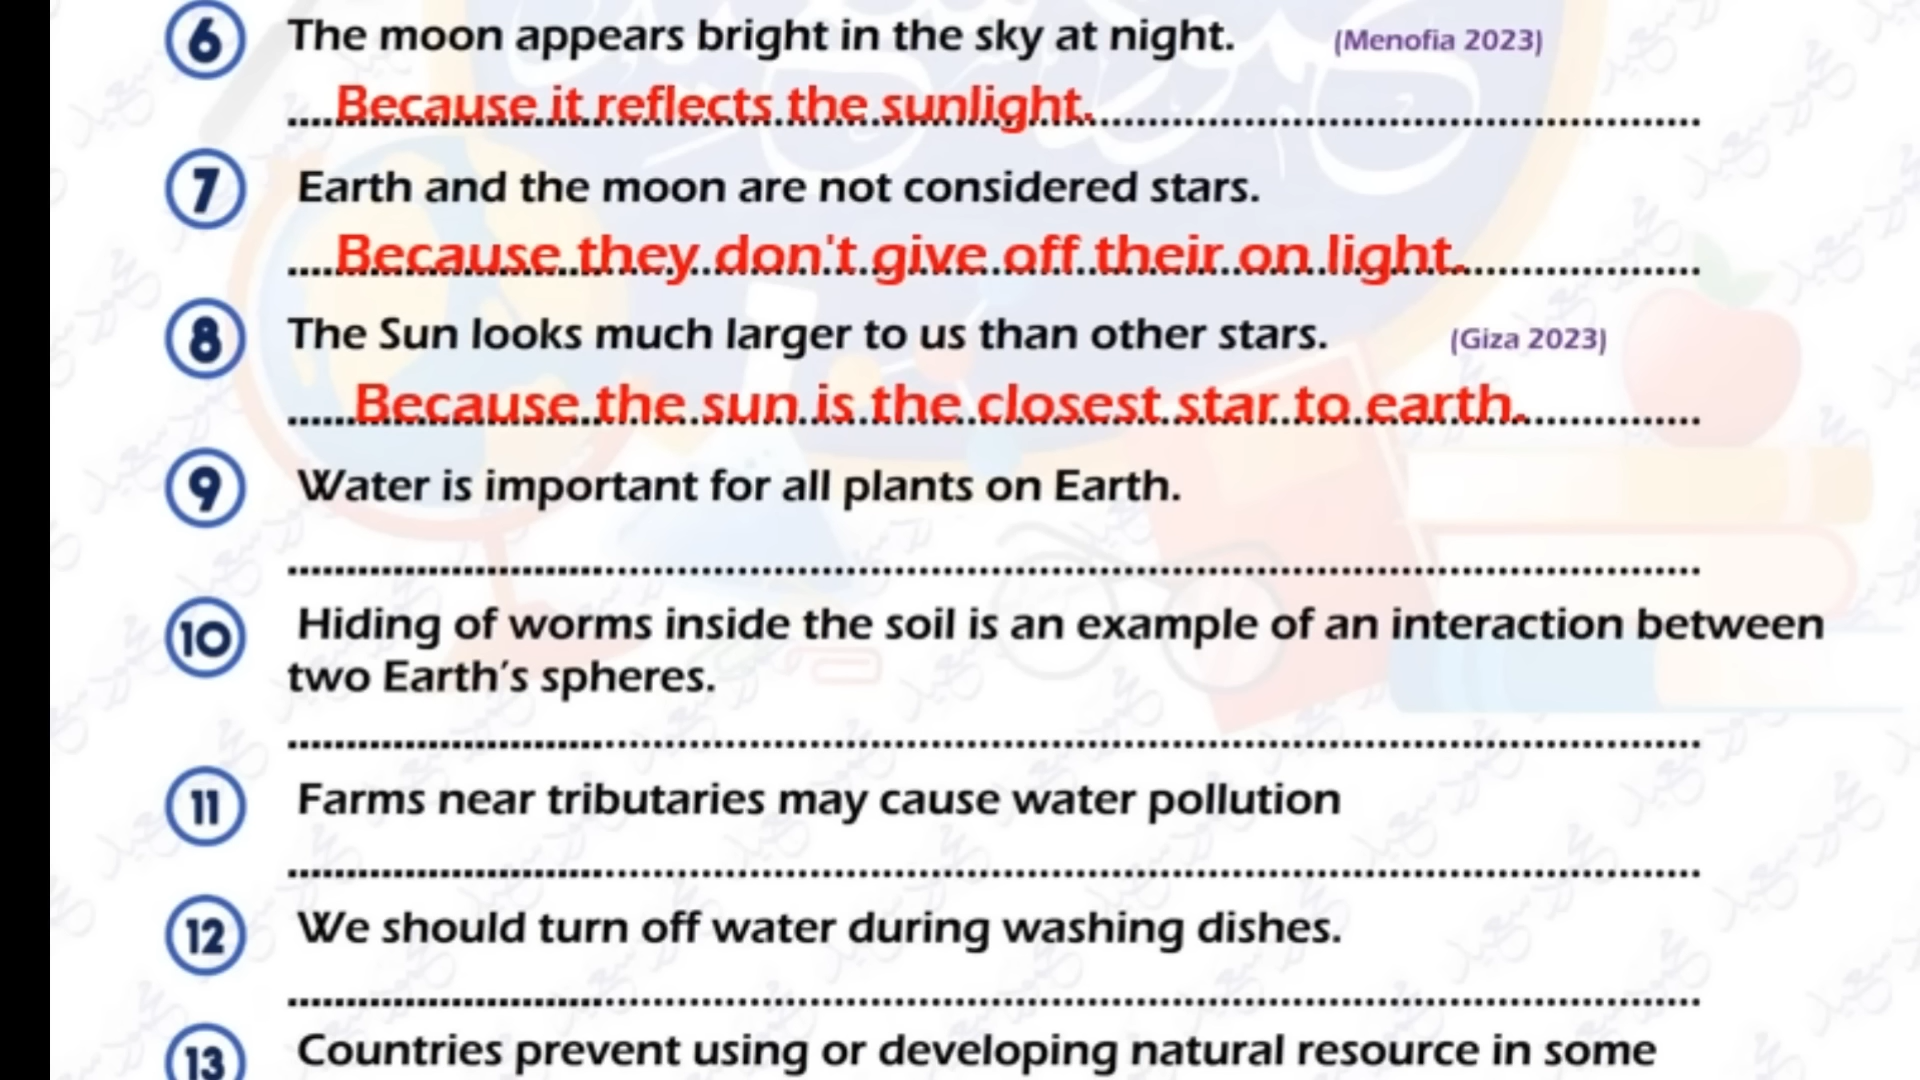 6 The moon appears bright in the sky at night. (Menofia 2023)
Because it reflects the sunlight.
7 Earth and the moon are not considered stars.
Because they don't give off their on light.
8 The Sun looks much larger to us than other stars. (Giza 2023)
Because the sun is the closest star to earth.
9 Water is important for all plants on Earth.
10 Hiding of worms inside the soil is an example of an interaction between
two Earth's spheres.
11 Farms near tributaries may cause water pollution
12 We should turn off water during washing dishes.
13 Countries prevent using or developing natural resource in some